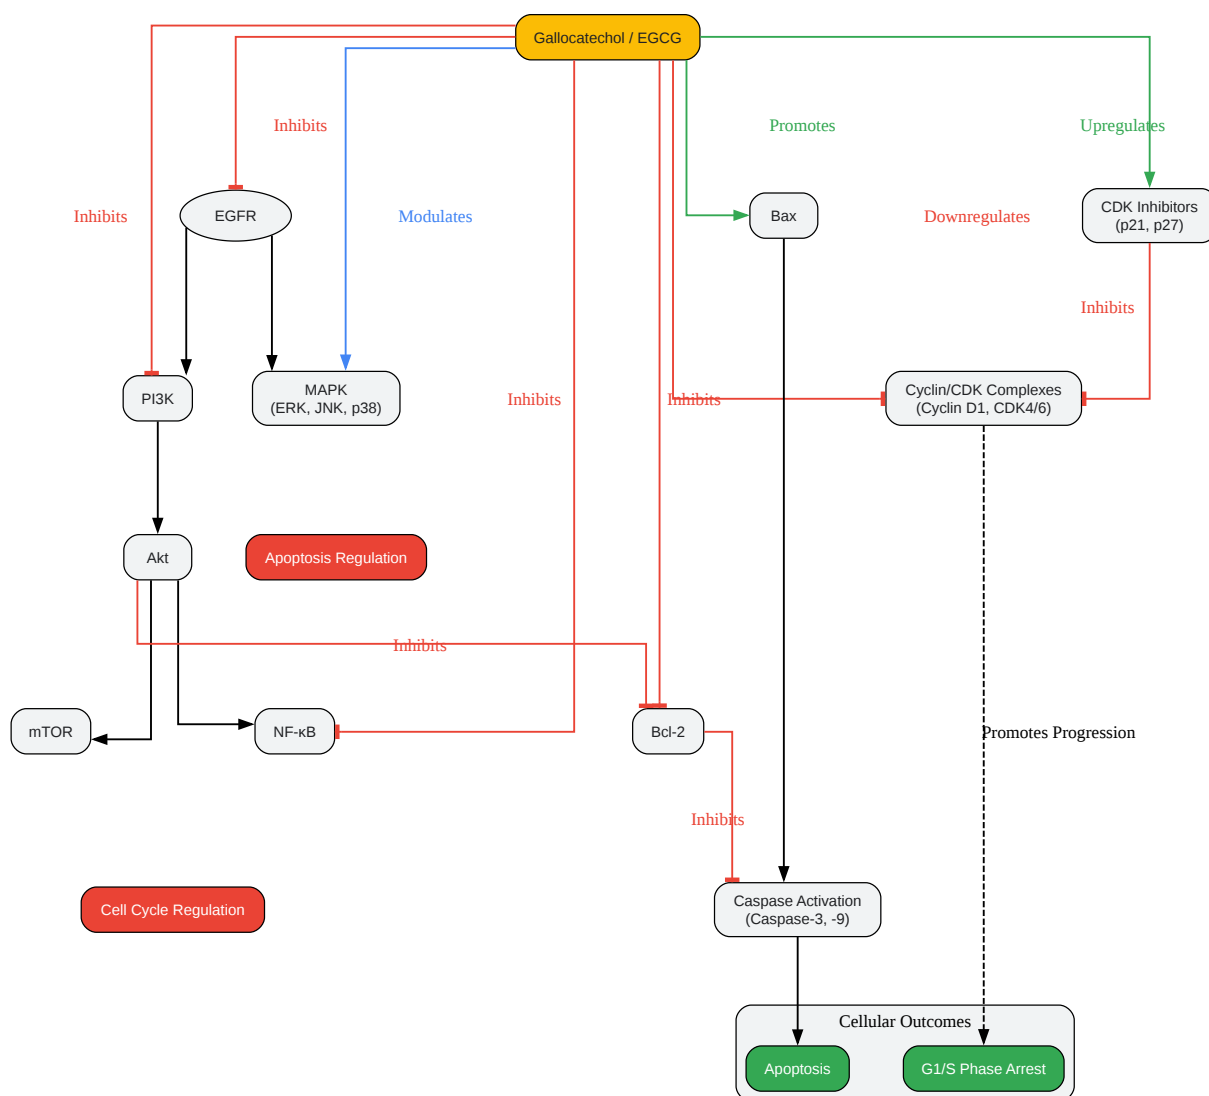 Gallocatechol / EGCG
Inhibits
Promotes
Upregulates
Inhibits
EGFR
Modulates
Bax
Downregulates
CDK Inhibitors
(p21, p27)
Inhibits
PI3K
MAPK
(ERK, JNK, p38)
Inhibits
Inhibits
Cyclin/CDK Complexes
(Cyclin D1, CDK4/6)
Akt
Apoptosis Regulation
Inhibits
mTOR
NF-κB
Bcl-2
Promotes Progression
Inhibits
Cell Cycle Regulation
Caspase Activation
(Caspase-3, -9)
Cellular Outcomes
Apoptosis
G1/S Phase Arrest